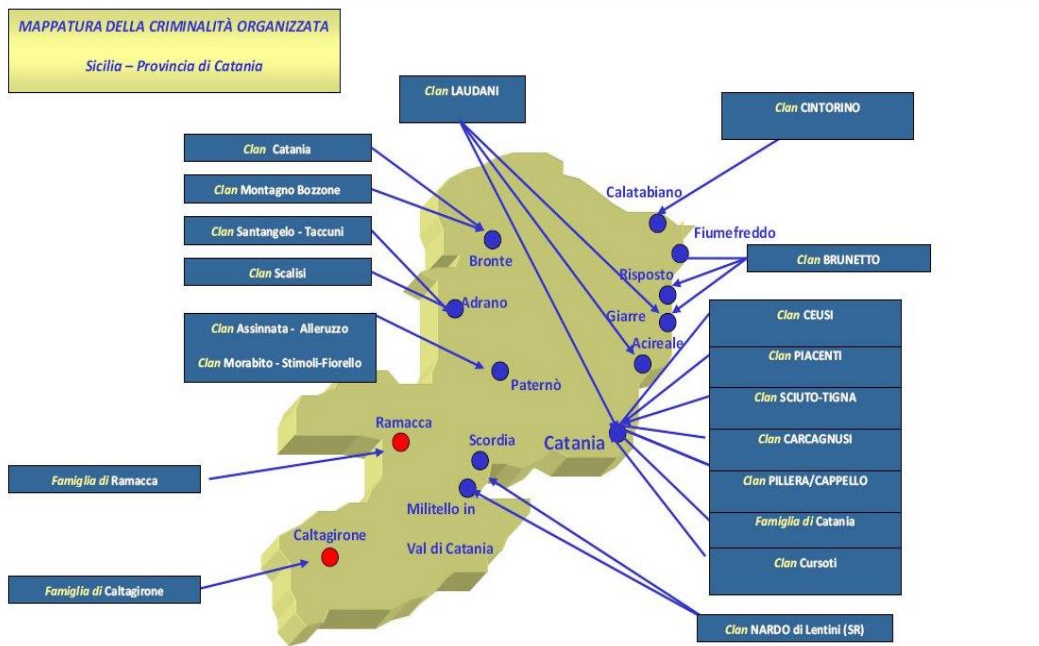 MAPPATURA DELLA CRIMINALITÀ ORGANIZZATA
Sicilia – Provincia di Catania
Clan LAUDANI
Clan CINTORINO
Clan Catania
Clan Montagno Bozzone
Clan Santangelo - Taccuni
Clan Scalisi
Clan Assinnata - Alleruzzo
Clan Morabito - Stimoli-Fiorello
Famiglia di Ramacca
Famiglia di Caltagirone
Calatabiano
Fiumefreddo
Bronte
Risposto
Adrano
Giarre
Acireale
Paternò
Ramacca
Scordia
Catania
Militello in
Val di Catania
Caltagirone
Clan BRUNETTO
Clan CEUSI
Clan PIACENTI
Clan SCIUTO-TIGNA
Clan CARCAGNUSI
Clan PILLERA/CAPPELLO
Famiglia di Catania
Clan Cursoti
Clan NARDO di Lentini (SR)